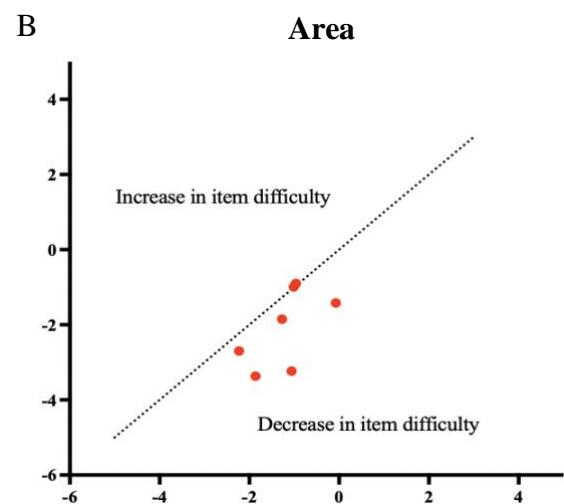 B
Area
4
2
Increase in item difficulty
0
-2
-4
Decrease in item difficulty
-6
-6 -4 -2 0 2 4